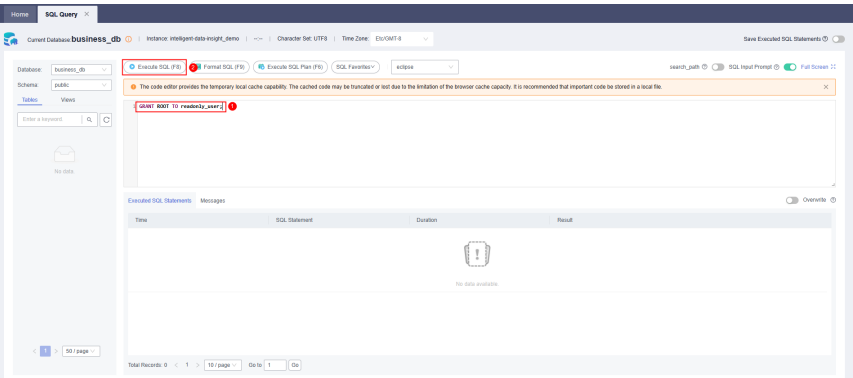 Home SQL Query ×
Current Database: business_db Instance: intelligent-data-insight_demo | --:-- | Character Set: UTF8 | Time Zone: Etc/GMT-8 Save Executed SQL Statements
Database: business_db
Schema: public
Tables Views
Enter a keyword.
No data.
< 1 > 50 / page
Execute SQL (F8) 2 Format SQL (F9) Execute SQL Plan (F6) SQL Favorites eclipse search_path SQL Input Prompt Full Screen
The code editor provides the temporary local cache capability. The cached code may be truncated or lost due to the limitation of the browser cache capacity. It is recommended that important code be stored in a local file. ×
1 GRANT ROOT TO readonly_user; 1
Executed SQL Statements Messages Overwrite
Time SQL Statement Duration Result
No data available.
Total Records: 0 < 1 > 10 / page Go to 1 Go